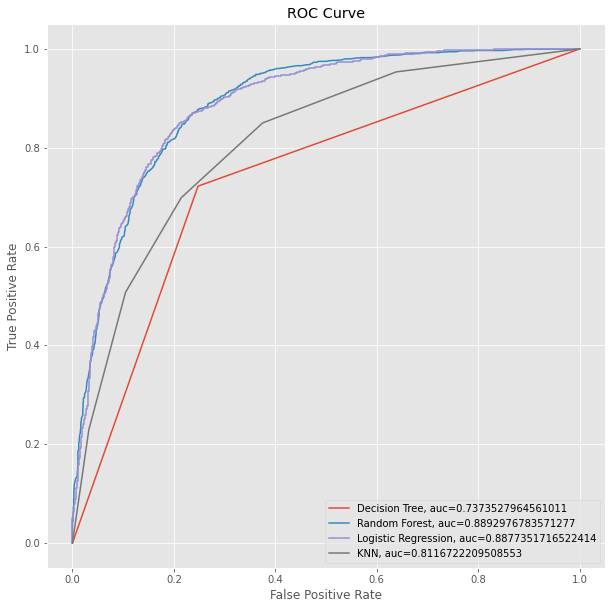 ROC Curve
1.0
0.8
0.6
0.4
0.2
0.0
True Positive Rate
Decision Tree, auc=0.7373527964561011
Random Forest, auc=0.8892976783571277
Logistic Regression, auc=0.8877351716522414
KNN, auc=0.8116722209508553
0.0 0.2 0.4 0.6 0.8 1.0
False Positive Rate